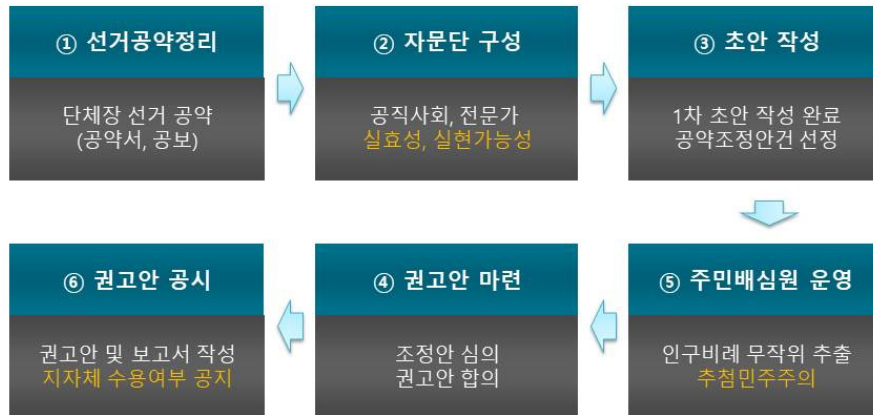 ① 선거공약정리
단체장 선거 공약
(공약서, 공보)
② 자문단 구성
공직사회, 전문가
실효성, 실현가능성
③ 초안 작성
1차 초안 작성 완료
공약조정안건 선정
⑤ 주민배심원 운영
인구비례 무작위 추출
추첨민주주의
④ 권고안 마련
조정안 심의
권고안 합의
⑥ 권고안 공시
권고안 및 보고서 작성
지자체 수용여부 공지